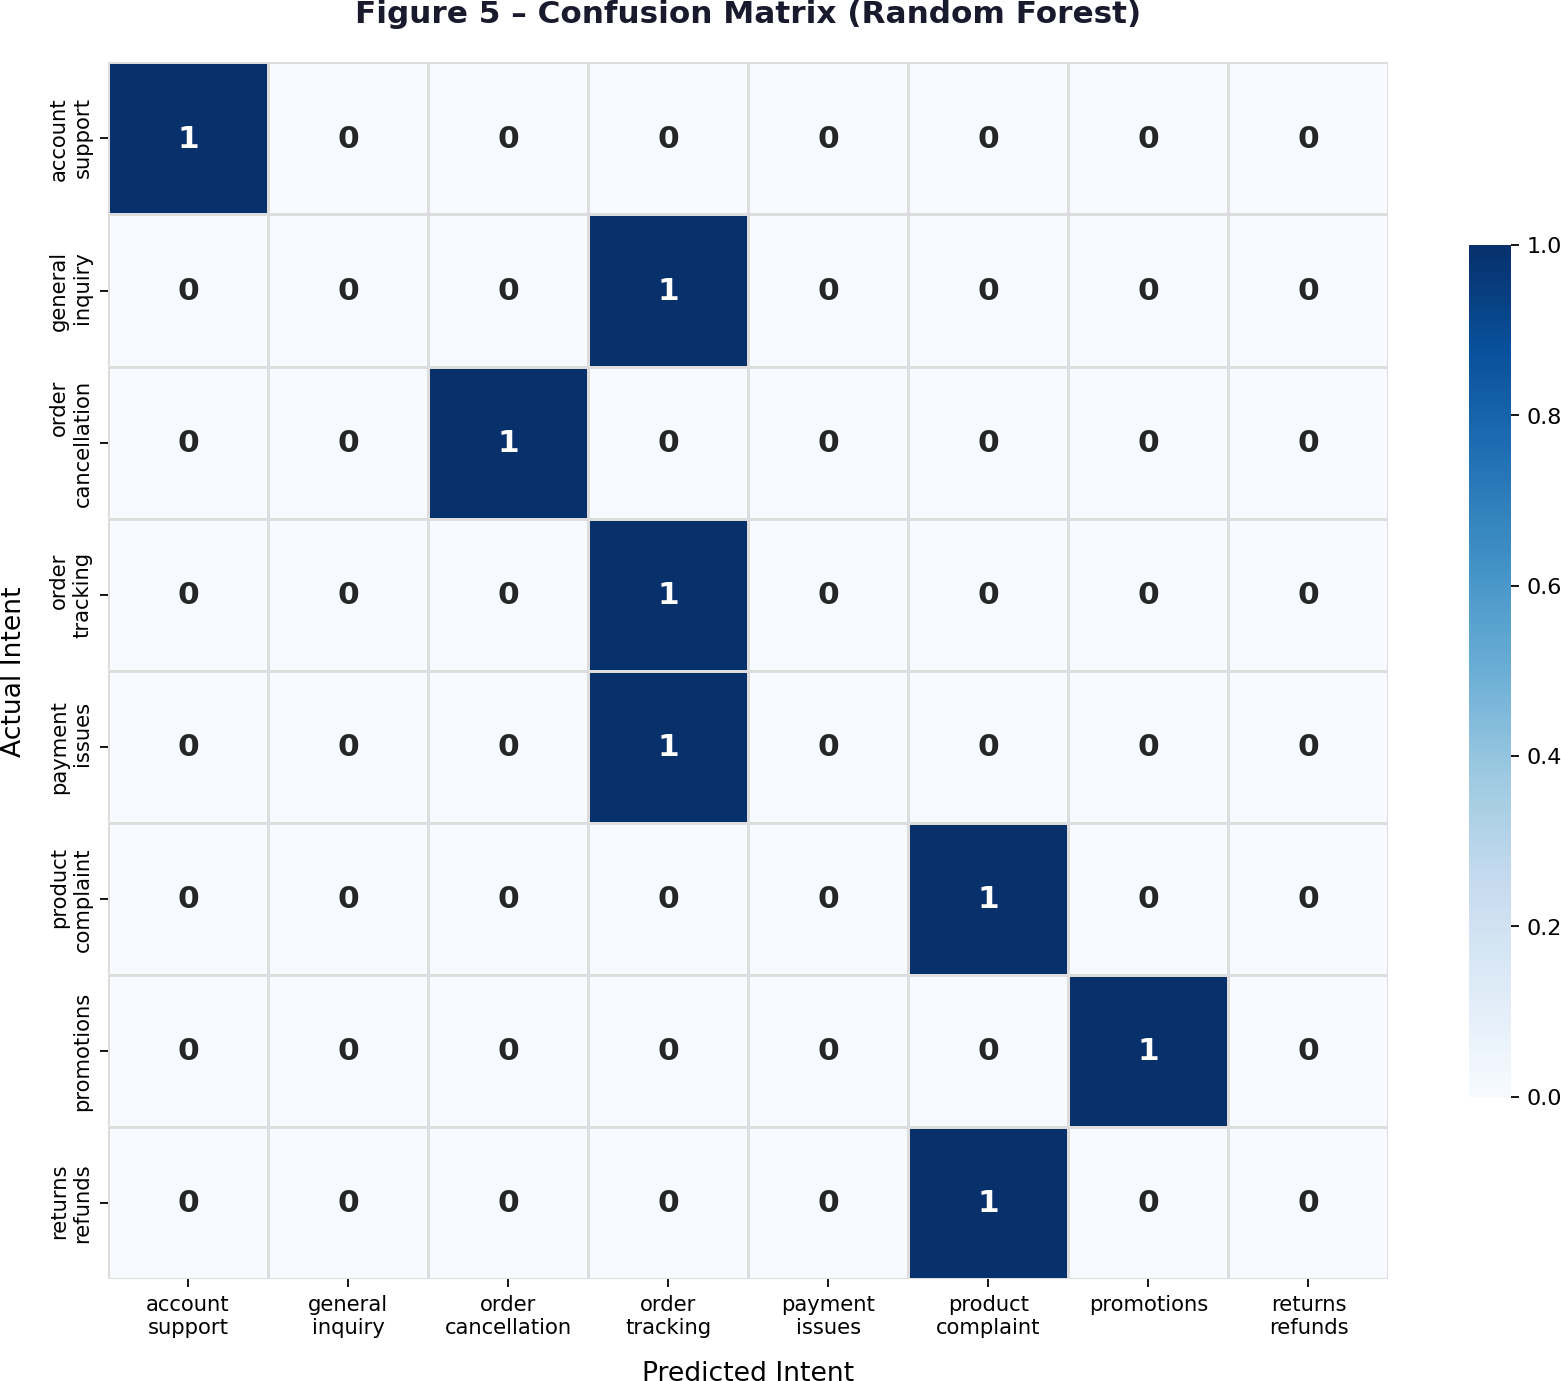 Figure 5 – Confusion Matrix (Random Forest)
account
support
1 0 0 0 0 0 0 0
general
inquiry
0 0 0 1 0 0 0 0
order
cancellation
0 0 1 0 0 0 0 0
order
tracking
0 0 0 1 0 0 0 0
payment
issues
0 0 0 1 0 0 0 0
product
complaint
0 0 0 0 0 1 0 0
promotions
0 0 0 0 0 0 1 0
returns
refunds
0 0 0 0 0 1 0 0
Actual Intent
account
support
general
inquiry
order
cancellation
order
tracking
payment
issues
product
complaint
promotions
returns
refunds
Predicted Intent
1.0
0.8
0.6
0.4
0.2
0.0